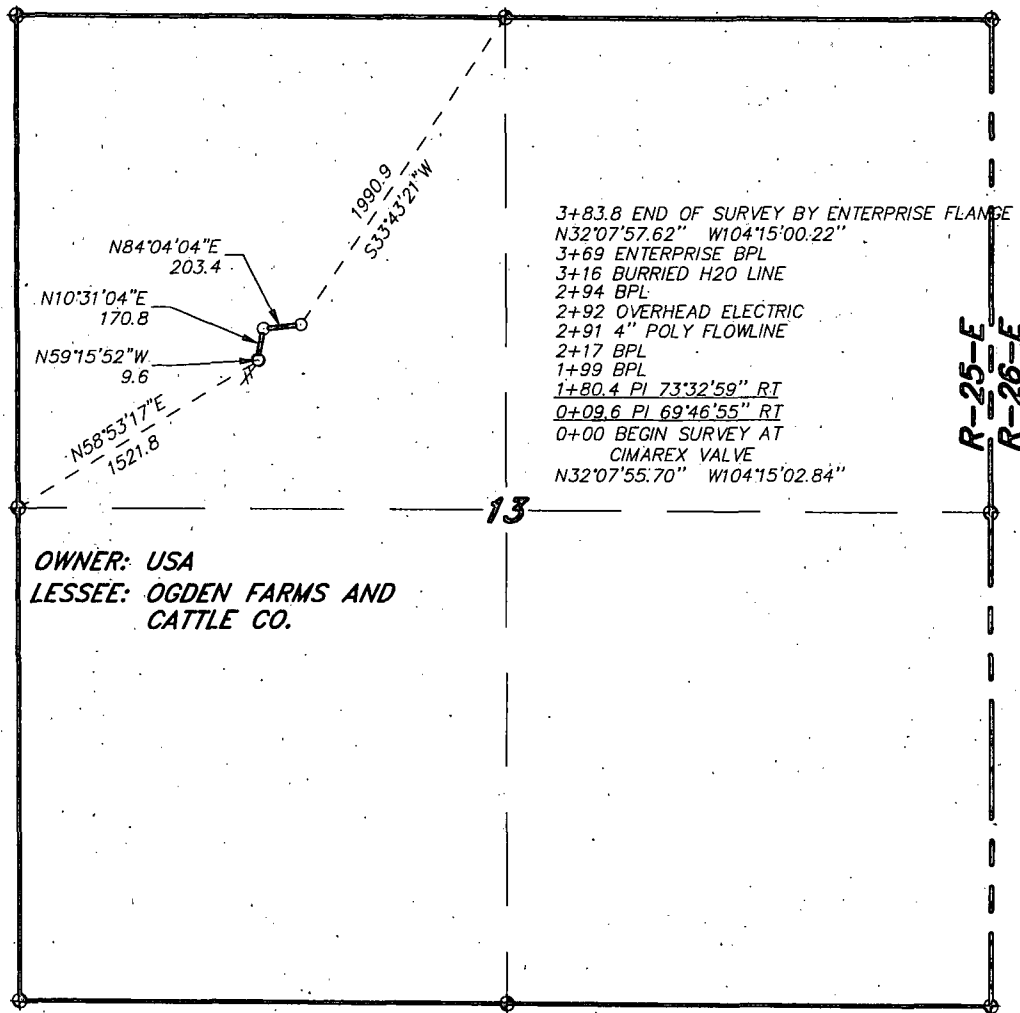 1990.9
S33°43'21"W
N84°04'04"E
203.4
N10°31'04"E
170.8
N59°15'52"W
9.6
N58°53'17"E
1521.8
3+83.8 END OF SURVEY BY ENTERPRISE FLANGE
N32°07'57.62" W104°15'00.22"
3+69 ENTERPRISE BPL
3+16 BURRIED H2O LINE
2+94 BPL
2+92 OVERHEAD ELECTRIC
2+91 4" POLY FLOWLINE
2+17 BPL
1+99 BPL
1+80.4 PI 73°32'59" RT
0+09.6 PI 69°46'55" RT
0+00 BEGIN SURVEY AT
CIMAREX VALVE
N32°07'55.70" W104°15'02.84"
R-25-E
R-26-E
13
OWNER: USA
LESSEE: OGDEN FARMS AND
CATTLE CO.